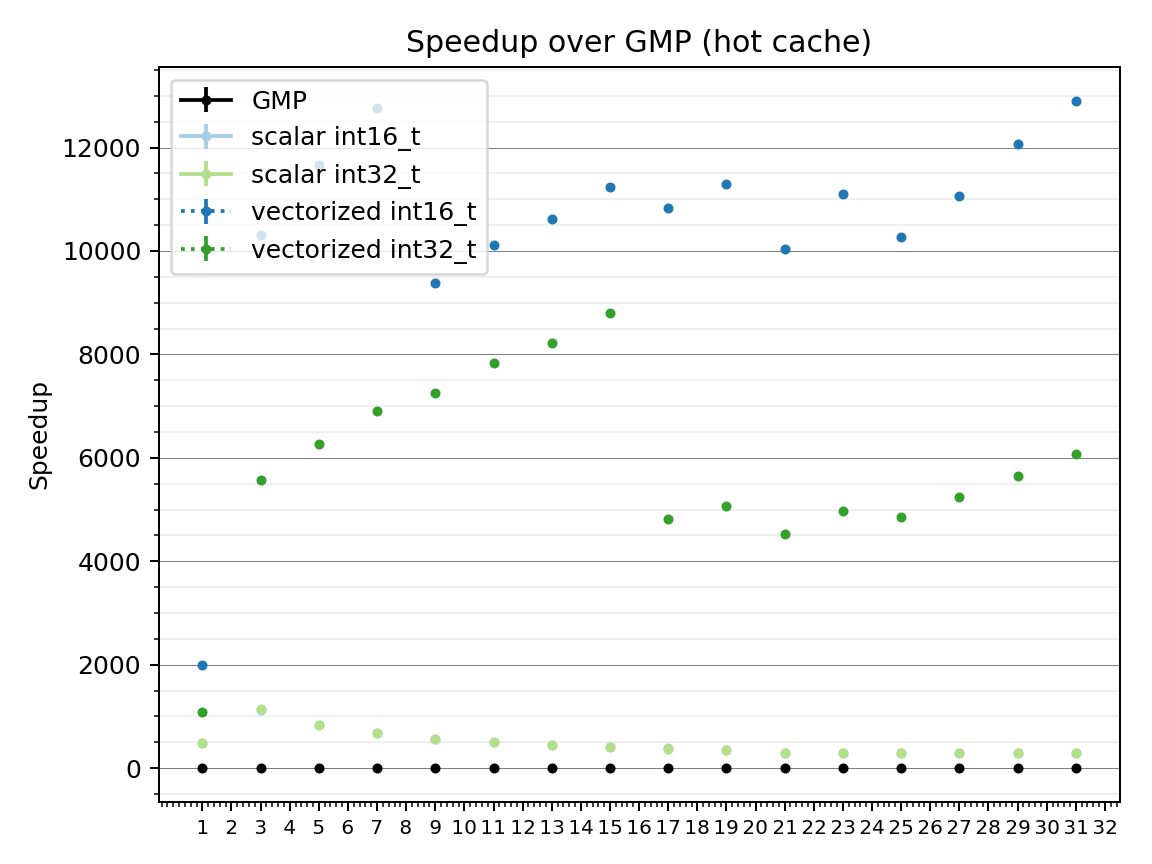 Speedup over GMP (hot cache)
GMP
scalar int16_t
scalar int32_t
vectorized int16_t
vectorized int32_t
12000
10000
8000
6000
4000
2000
0
Speedup
1 2 3 4 5 6 7 8 9 10 11 12 13 14 15 16 17 18 19 20 21 22 23 24 25 26 27 28 29 30 31 32